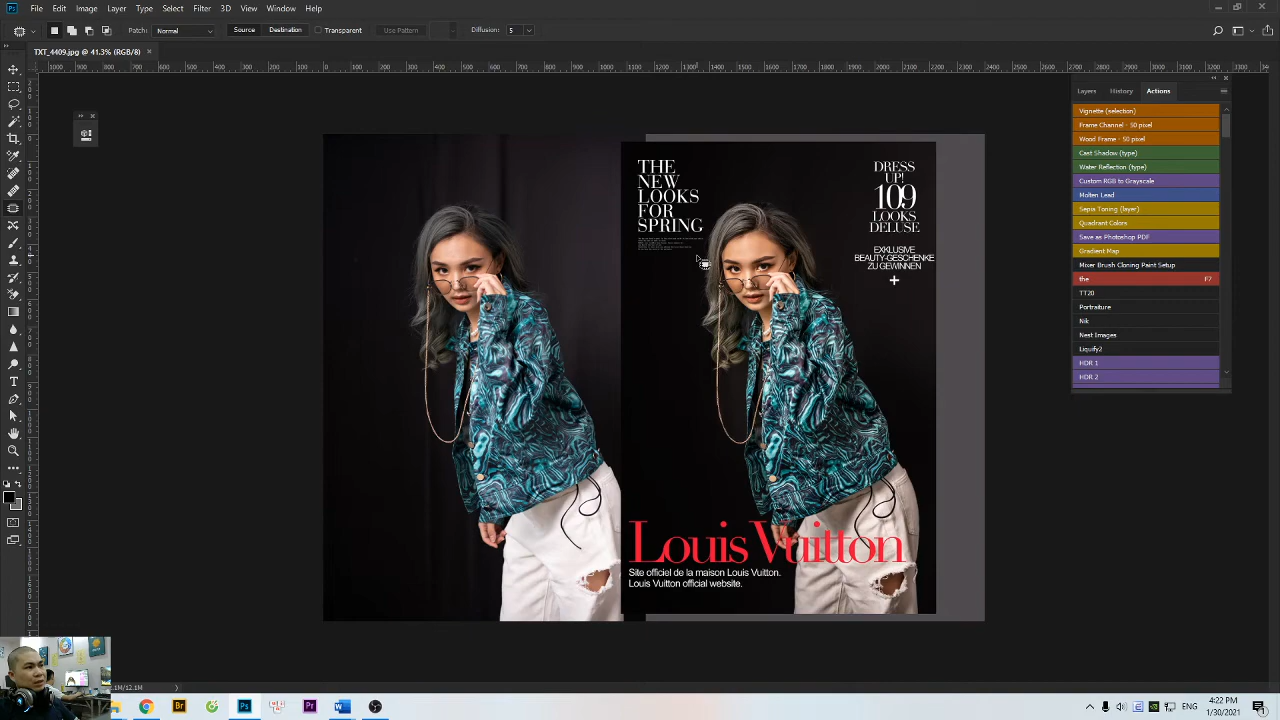 File Edit Image Layer Type Select Filter 3D View Window Help
Patch: Normal Source Destination Transparent Use Pattern Diffusion: 5
TXT_4409.jpg @ 41.3% (RGB/8)
Layers History Actions
Vignette (selection)
Frame Channel - 50 pixel
Wood Frame - 50 pixel
Cast Shadow (type)
Water Reflection (type)
Custom RGB to Grayscale
Molten Lead
Sepia Toning (layer)
Quadrant Colors
Save as Photoshop PDF
Gradient Map
Mixer Brush Cloning Paint Setup
the F7
TT20
Portraiture
Nik
Nest Images
Liquify2
HDR 1
HDR 2
THE
NEW
LOOKS
FOR
SPRING
DRESS
UP!
109
LOOKS
DELUSE
EXKLUSIVE
BEAUTY-GESCHENKE
ZU GEWINNEN
+
Louis Vuitton
Site officiel de la maison Louis Vuitton.
Louis Vuitton official website.
ENG
4:22 PM
1/30/2021